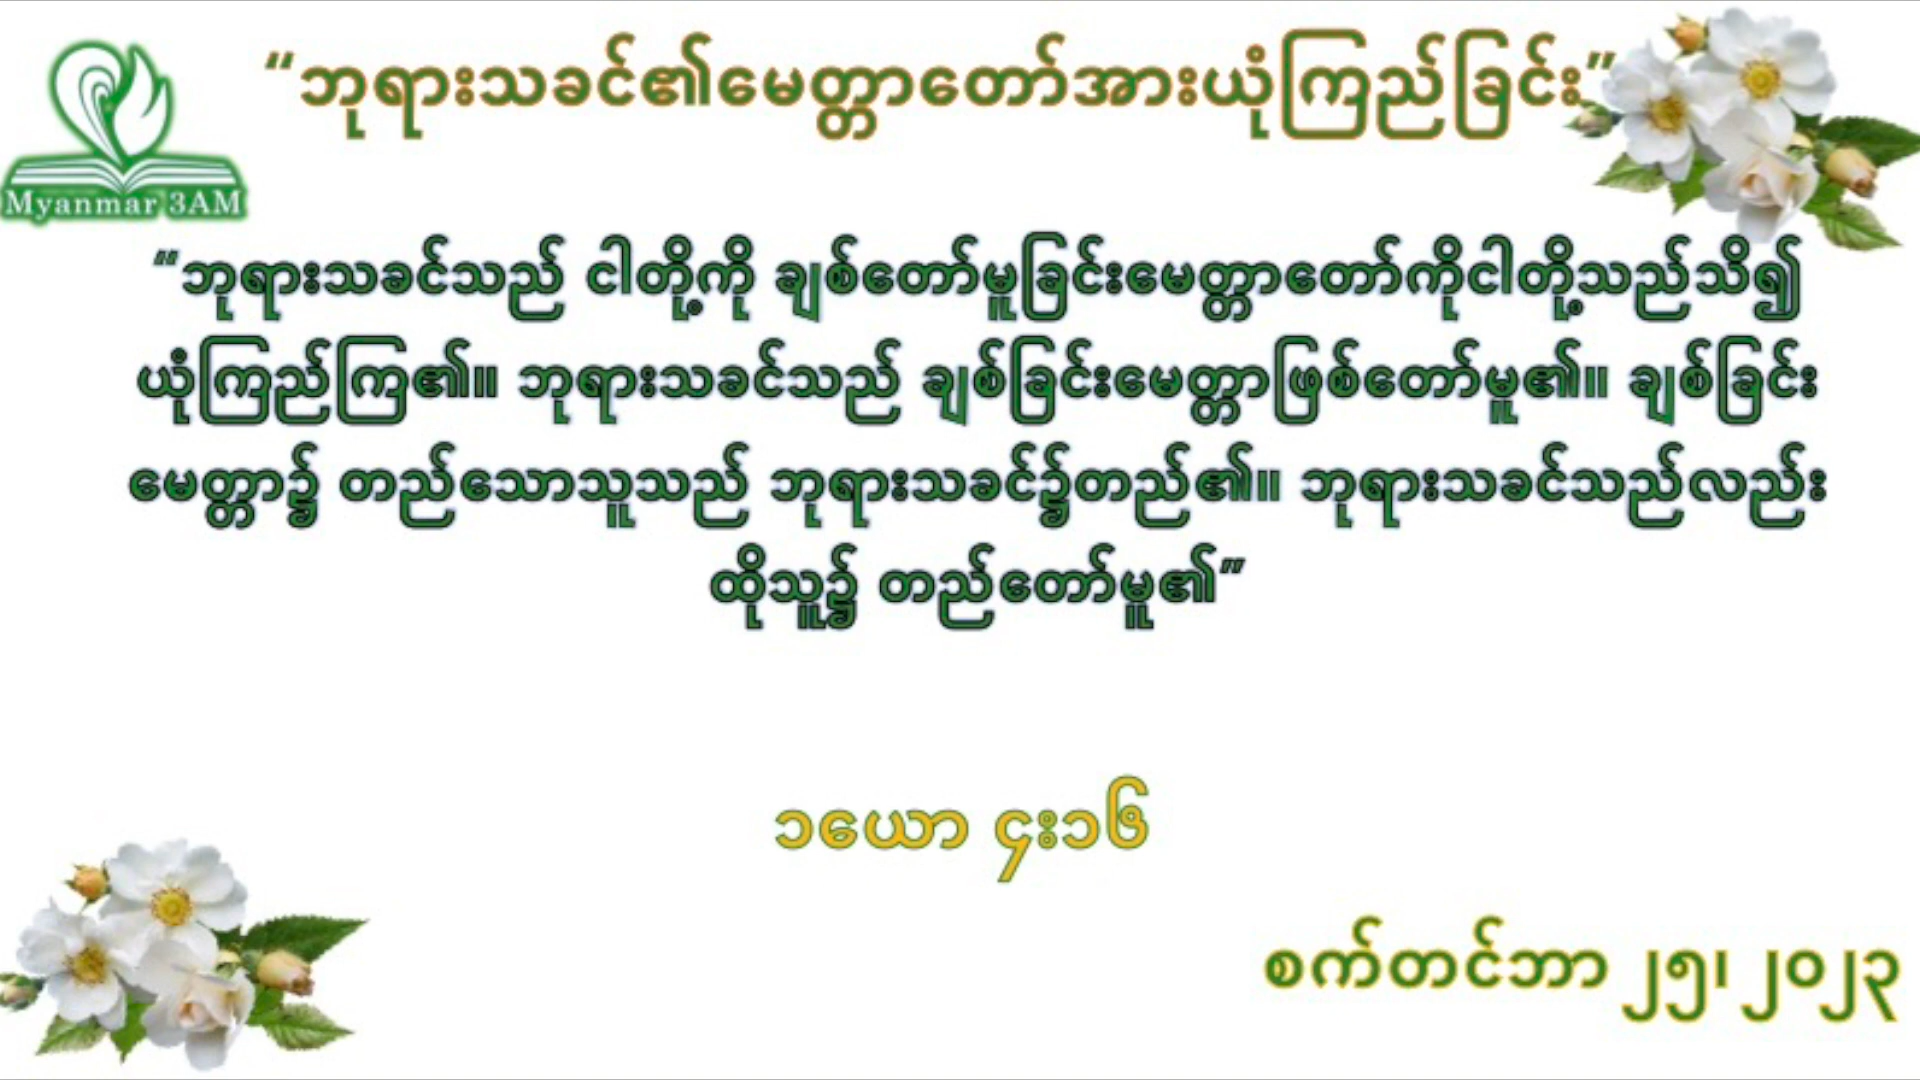 “ဘုရားသခင်၏မေတ္တာတော်အားယုံကြည်ခြင်း”
Myanmar 3AM
“ဘုရားသခင်သည် ငါတို့ကို ချစ်တော်မူခြင်းမေတ္တာတော်ကိုငါတို့သည်သိ၍
ယုံကြည်ကြ၏။ ဘုရားသခင်သည် ချစ်ခြင်းမေတ္တာဖြစ်တော်မူ၏။ ချစ်ခြင်း
မေတ္တာ၌ တည်သောသူသည် ဘုရားသခင်၌တည်၏။ ဘုရားသခင်သည်လည်း
ထိုသူ၌ တည်တော်မူ၏”
၁ယော ၄း၁၆
စက်တင်ဘာ ၂၅၊ ၂၀၂၃